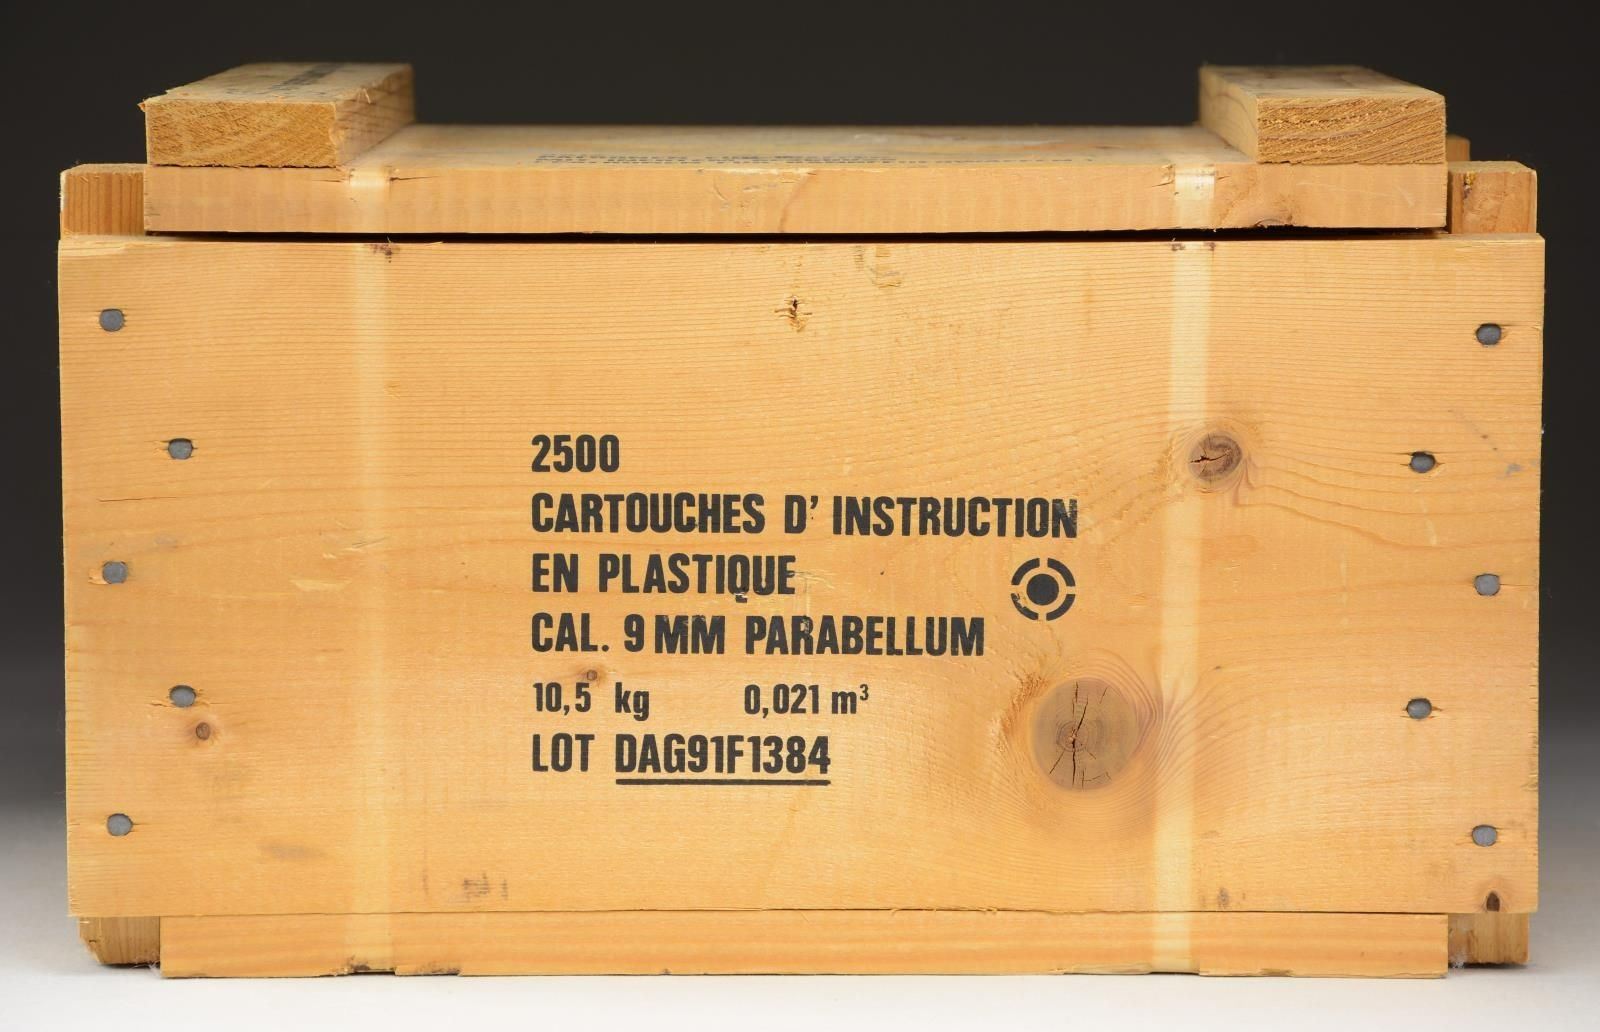 2500
CARTOUCHES D' INSTRUCTION
EN PLASTIQUE
CAL. 9 MM PARABELLUM
10,5 kg 0,021 m³
LOT DAG91F1384